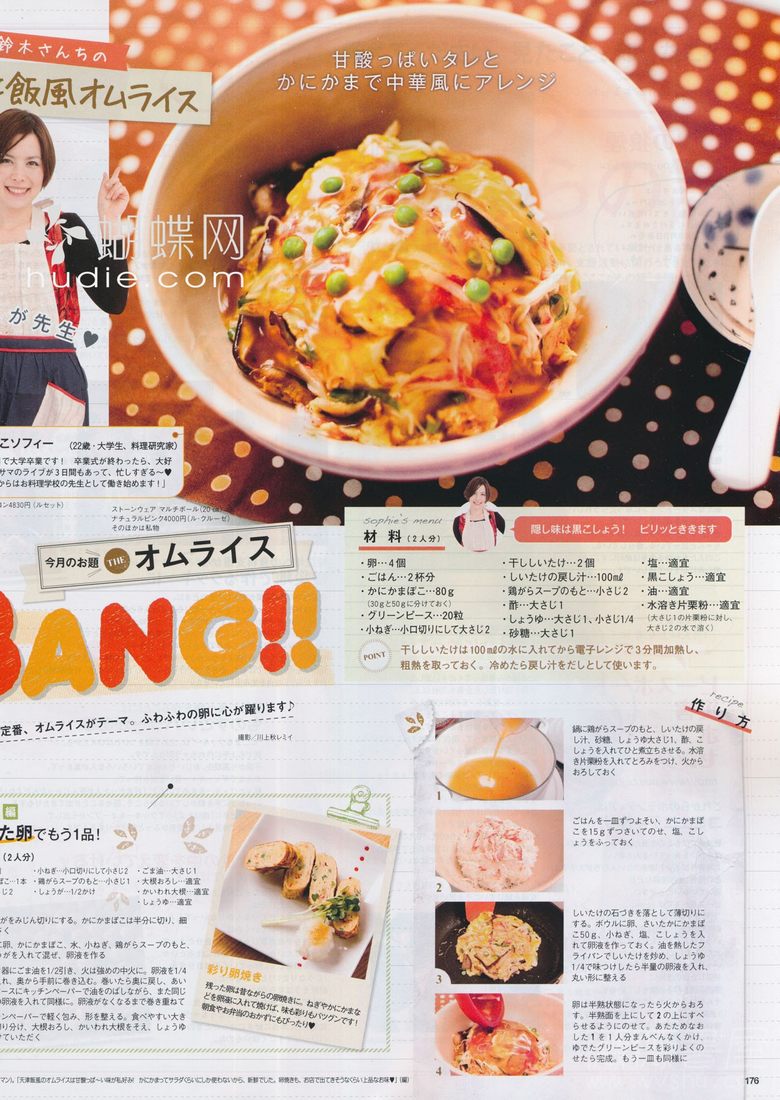 鈴木さんちの
飯風オムライス
甘酸っぱいタレと
かにかまで中華風にアレンジ
蝴蝶网
hudie.com
が先生♥
こソフィー （22歳・大学生、料理研究家）
で大学卒業です！ 卒業式が終わったら、大好
サマのライブが3日間もあって、忙しすぎる〜♥
からはお料理学校の先生として働き始めます！」
ロン4830円（ルセット）
ストーンウェア マルチボール（20㎝）
ナチュラルピンク4000円（ル・クルーゼ）
そのほかは私物
今月のお題 THE オムライス
BANG!!
定番、オムライスがテーマ。ふわふわの卵に心が躍ります♪
撮影／川上秋レミイ
sophie's menu
材料（2人分）
隠し味は黒こしょう！ ピリッとききます
・卵…4個
・ごはん…2杯分
・かにかまぼこ…80g
（30gと50gに分けておく）
・グリーンピース…20粒
・小ねぎ…小口切りにして大さじ2
・干ししいたけ…2個
・しいたけの戻し汁…100㎖
・鶏がらスープのもと…小さじ2
・酢…大さじ1
・しょうゆ…大さじ1、小さじ1/4
・砂糖…大さじ1
・塩…適宜
・黒こしょう…適宜
・油…適宜
・水溶き片栗粉…適宜
（大さじ1の片栗粉に対し、
大さじ2の水で溶く）
POINT
干ししいたけは100㎖の水に入れてから電子レンジで3分間加熱し、
粗熱を取っておく。冷めたら戻し汁をだしとして使います。
recipe
作り方
1
鍋に鶏がらスープのもと、しいたけの戻
し汁、砂糖、しょうゆ大さじ1、酢、こ
しょうを入れてひと煮立ちさせる。水溶
き片栗粉を入れてとろみをつけ、火から
おろしておく
2
ごはんを一皿ずつよそい、かにかまぼ
こを15gずつさいてのせ、塩、こしょ
うをふっておく
3
しいたけの石づきを落として薄切りに
する。ボウルに卵、さいたかにかまぼ
こ50g、小ねぎ、塩、こしょうを入
れて卵液を作っておく。油を熱したフ
ライパンでしいたけを炒め、しょうゆ
1/4で味つけしたら半量の卵液を入れ、
丸い形に整える
4
卵は半熟状態になったら火からおろ
す。半熟面を上にして2の上にすべ
らせるようにのせて。あたためなお
した1を1人分まんべんなくかけ、
ゆでたグリーンピースを彩りよくの
せたら完成。もう一皿も同様に
編
た卵でもう1品！
（2人分）
ぼこ…1本
さじ2
・小ねぎ…小口切りにして小さじ2
・鶏がらスープのもと…小さじ1
・しょうが…1/2かけ
・ごま油…大さじ1
・大根おろし…適宜
・かいわれ大根…適宜
・しょうゆ…適宜
がをみじん切りにする。かにかまぼこは半分に切り、細
さく
に卵、かにかまぼこ、水、小ねぎ、鶏がらスープのもと、
うがを入れて混ぜ、卵液を作る
器にごま油を1/2引き、火は強めの中火に。卵液を1/4
れ、奥から手前に巻き込む。巻いたら奥に戻し、あい
ースにキッチンペーパーで油をのばしながら、また同じ
の卵液を入れて同様に。卵液がなくなるまで巻き重ねて
チンペーパーで軽く包み、形を整える。食べやすい大き
切り分け、大根おろし、かいわれ大根をそえ、しょうゆ
けていただく
彩り卵焼き
残った卵は昔ながらの卵焼きに。ねぎやかにかまな
どを卵液に入れて焼けば、味も彩りもバツグンです！
朝食やお弁当のおかずにもぴったり♥
マン)。「天津飯風のオムライスは甘酸っぱ〜い味が私好み! かにかまってサラダくらいにしか使わないから、新鮮でした。卵焼きも、お店で出てきそうなくらい上品なお味♥」（編）
176